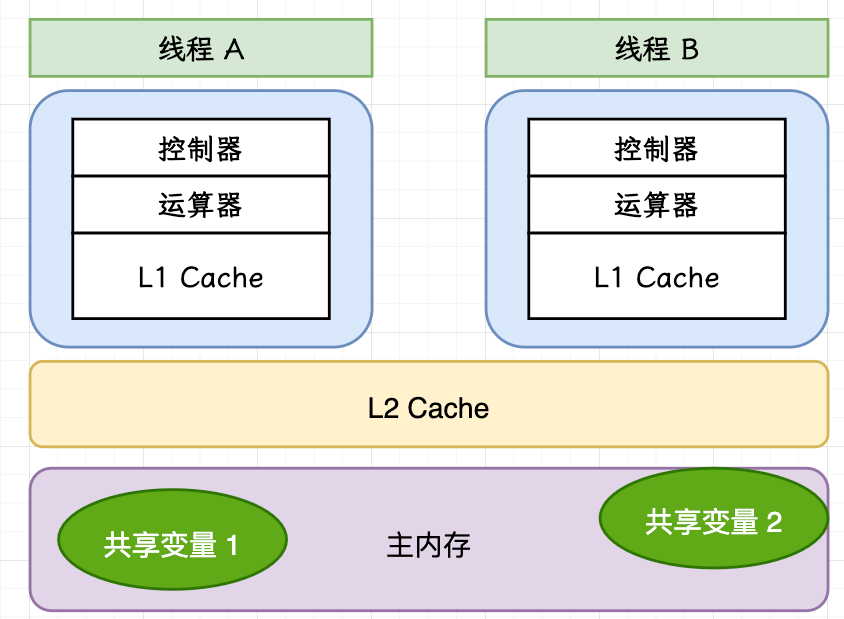 线程 A
线程 B
控制器
运算器
L1 Cache
控制器
运算器
L1 Cache
L2 Cache
共享变量 1
主内存
共享变量 2